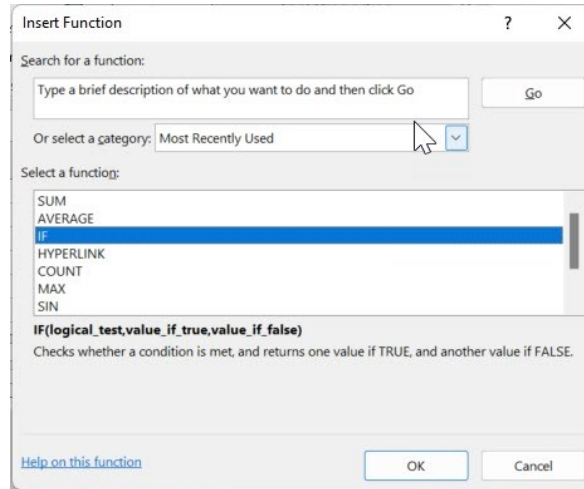 Insert Function
?
Search for a function:
Type a brief description of what you want to do and then click Go
Go
Or select a category: Most Recently Used
Select a function:
SUM
AVERAGE
IF
HYPERLINK
COUNT
MAX
SIN
IF(logical_test,value_if_true,value_if_false)
Checks whether a condition is met, and returns one value if TRUE, and another value if FALSE.
Help on this function
OK
Cancel